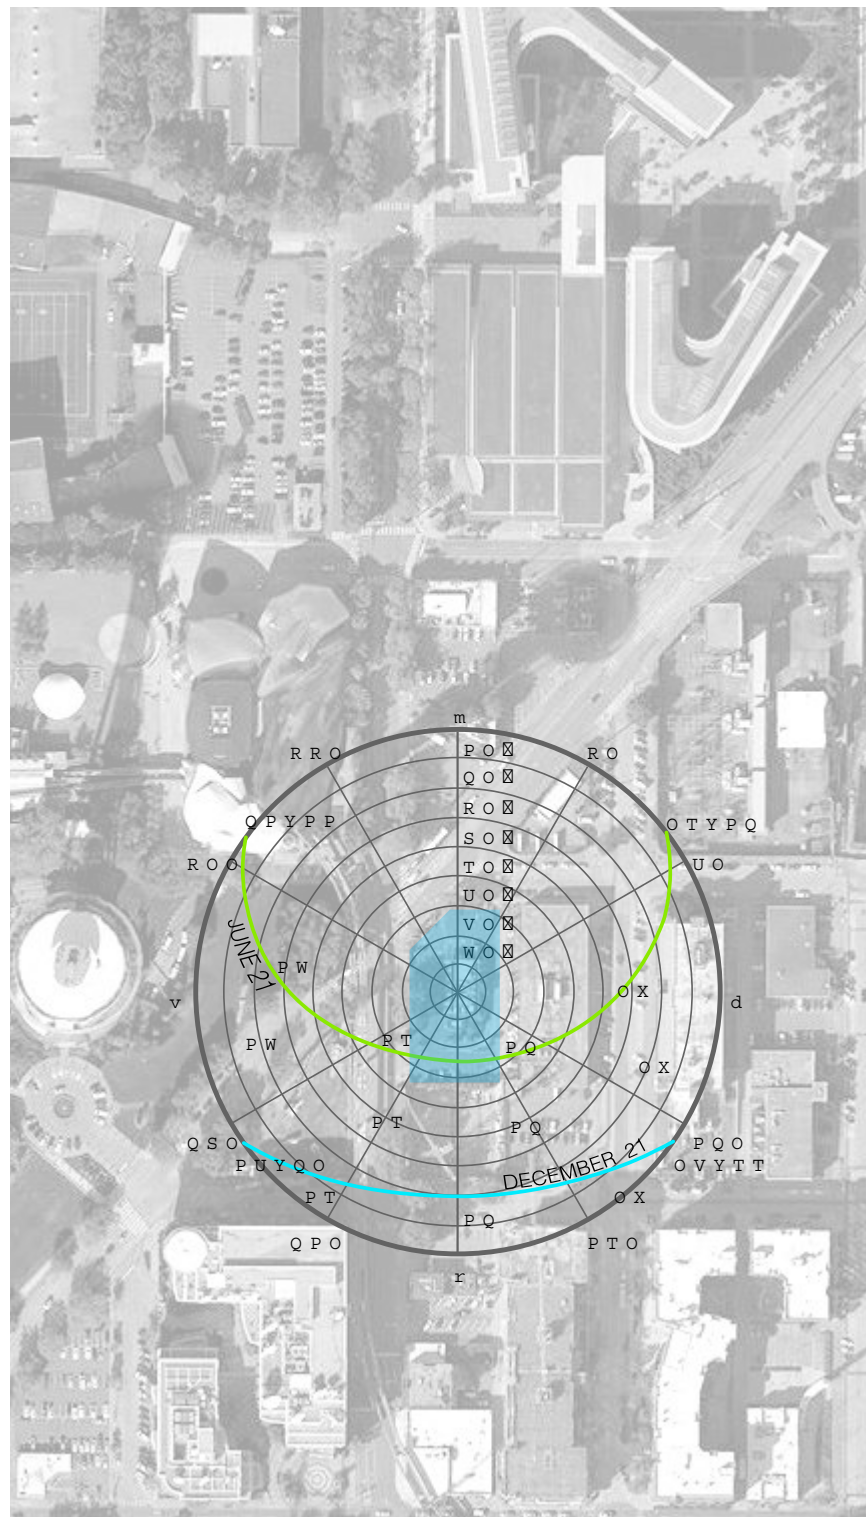 m
P O
R R O
R O
Q O
R O
Q P Y P P
O T Y P Q
S O
R O O
T O
U O
U O
V O
JUNE 21
W O
P W
O X
v
d
P W
R T
P Q
O X
P T
P Q
Q S O
P Q O
DECEMBER 21
P U Y Q O
O V Y T T
P T
O X
P Q
Q P O
P T O
r